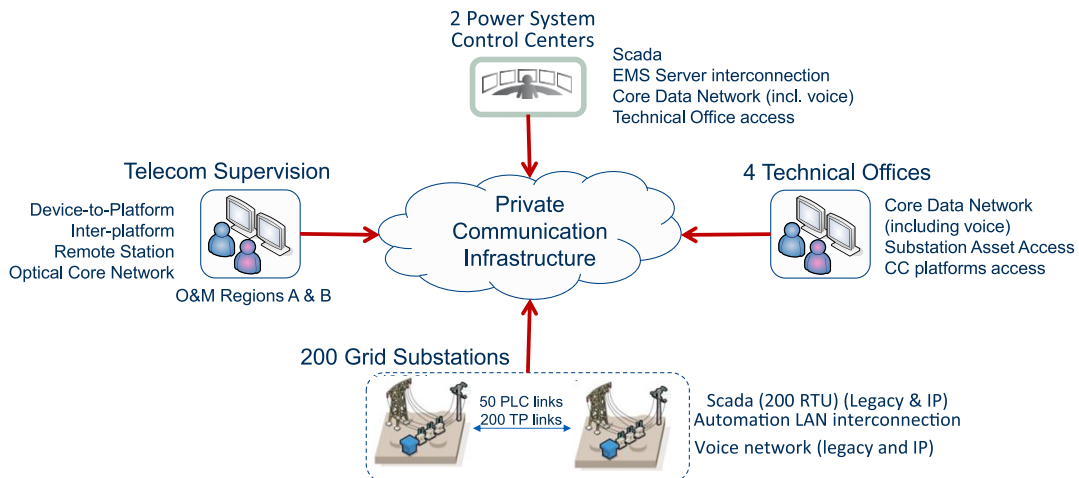 2 Power System
Control Centers
Scada
EMS Server interconnection
Core Data Network (incl. voice)
Technical Office access
Telecom Supervision
Device-to-Platform
Inter-platform
Remote Station
Optical Core Network
O&M Regions A & B
Private
Communication
Infrastructure
4 Technical Offices
Core Data Network
(including voice)
Substation Asset Access
CC platforms access
200 Grid Substations
50 PLC links
200 TP links
Scada (200 RTU) (Legacy & IP)
Automation LAN interconnection
Voice network (legacy and IP)